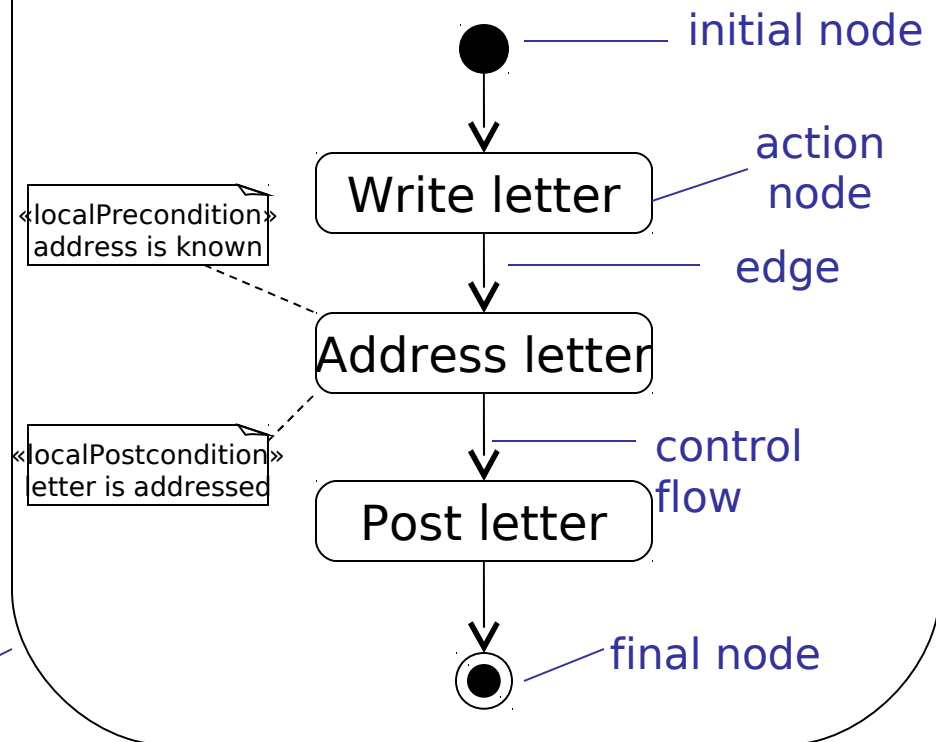 initial node
action
node
Write letter
«localPrecondition»
address is known
edge
Address letter
control
flow
«localPostcondition»
letter is addressed
Post letter
final node